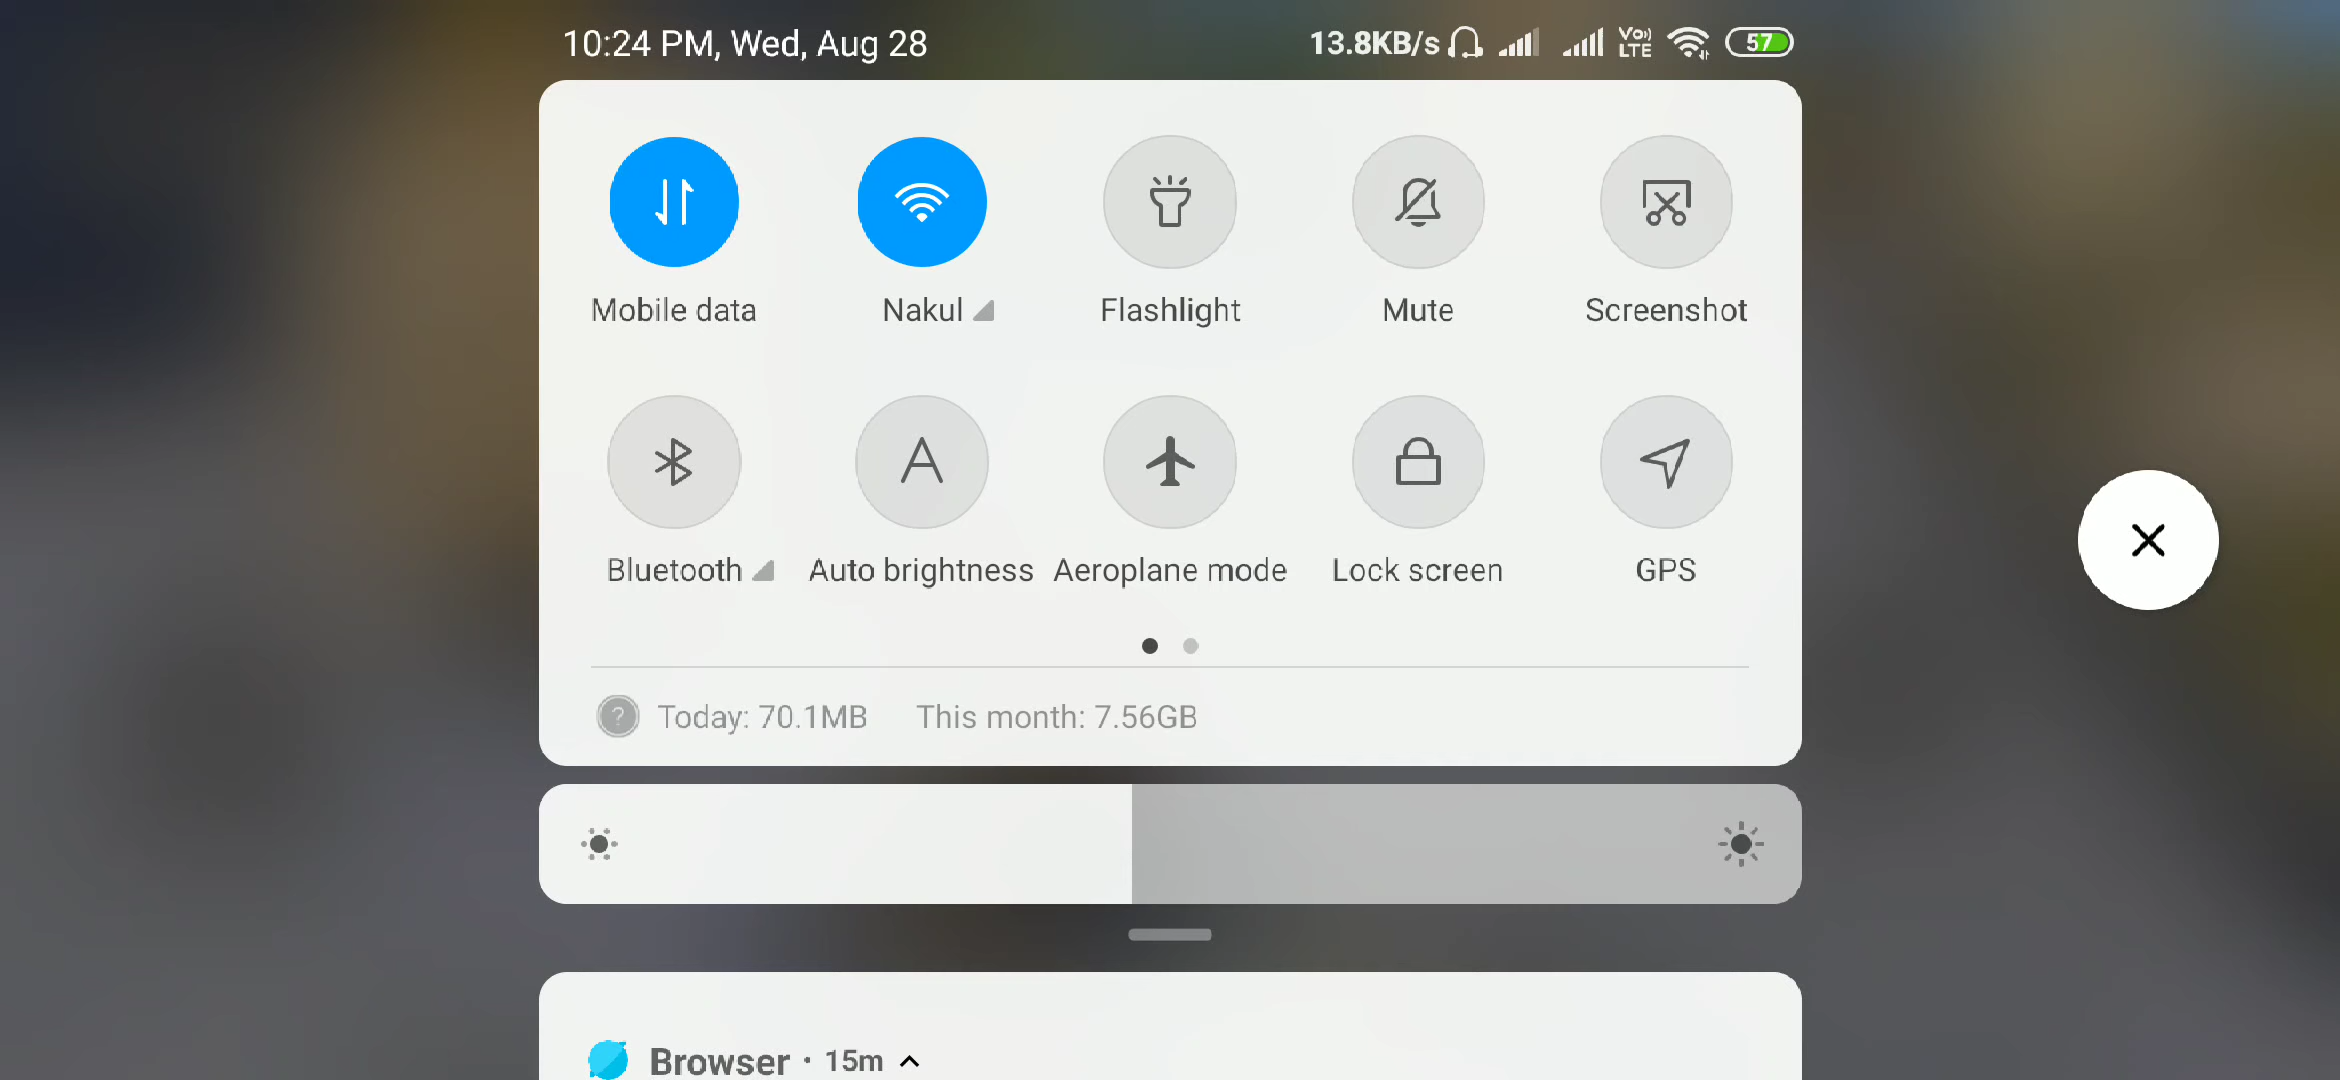 10:24 PM, Wed, Aug 28 13.8KB/s VoLTE 57
Mobile data Nakul Flashlight Mute Screenshot
Bluetooth Auto brightness Aeroplane mode Lock screen GPS
? Today: 70.1MB This month: 7.56GB
Browser · 15m